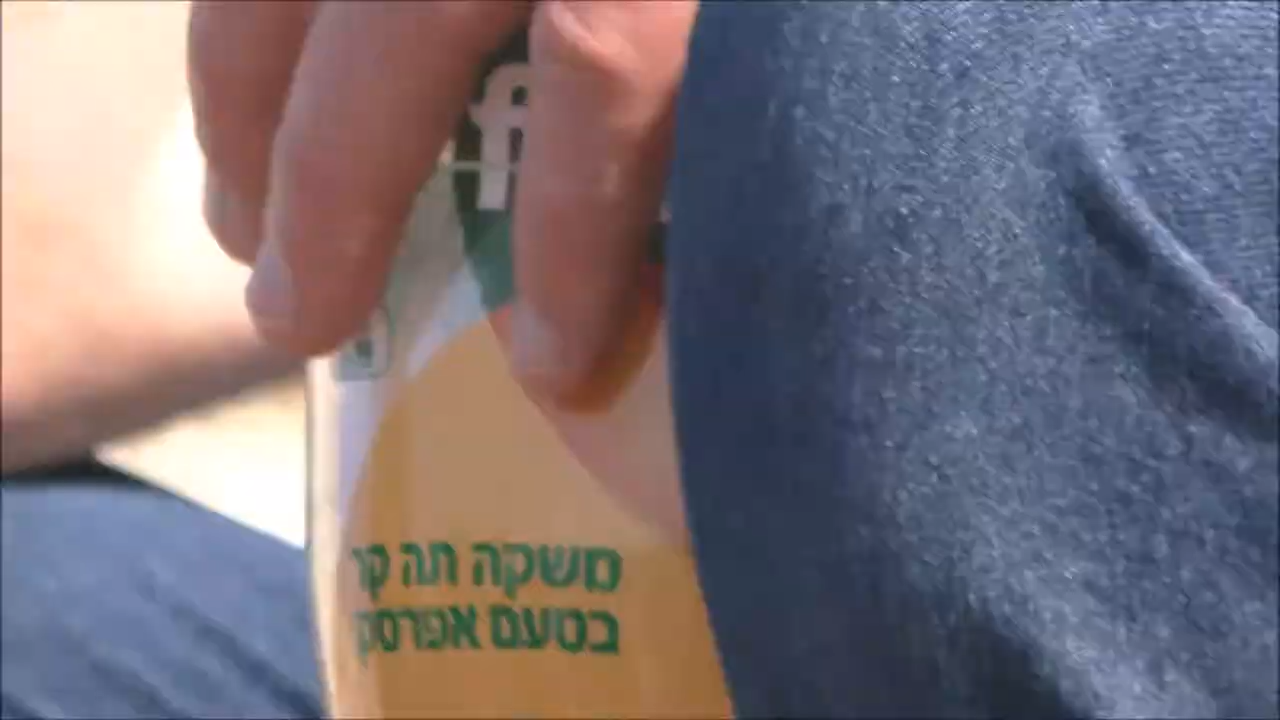 f
משקה תה קר
בטעם אפרסק